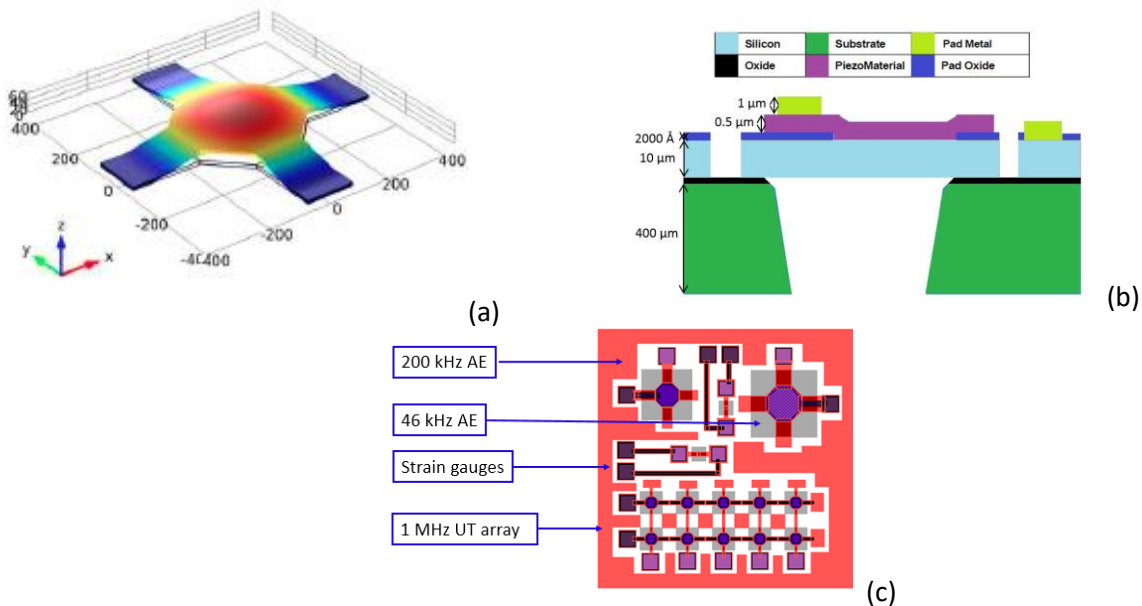 60
400
200
0
-200
-400
400
200
0
-200
-400
z
y
x
(a)
Silicon
Substrate
Pad Metal
Oxide
PiezoMaterial
Pad Oxide
1 µm
0.5 µm
2000 Å
10 µm
400 µm
(b)
200 kHz AE
46 kHz AE
Strain gauges
1 MHz UT array
(c)